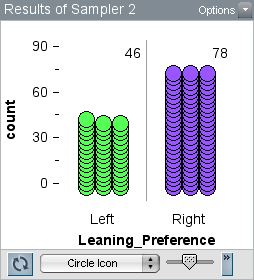 Results of Sampler 2 Options
90 46 78
60
30
0
count
Left Right
Leaning_Preference
Circle Icon »